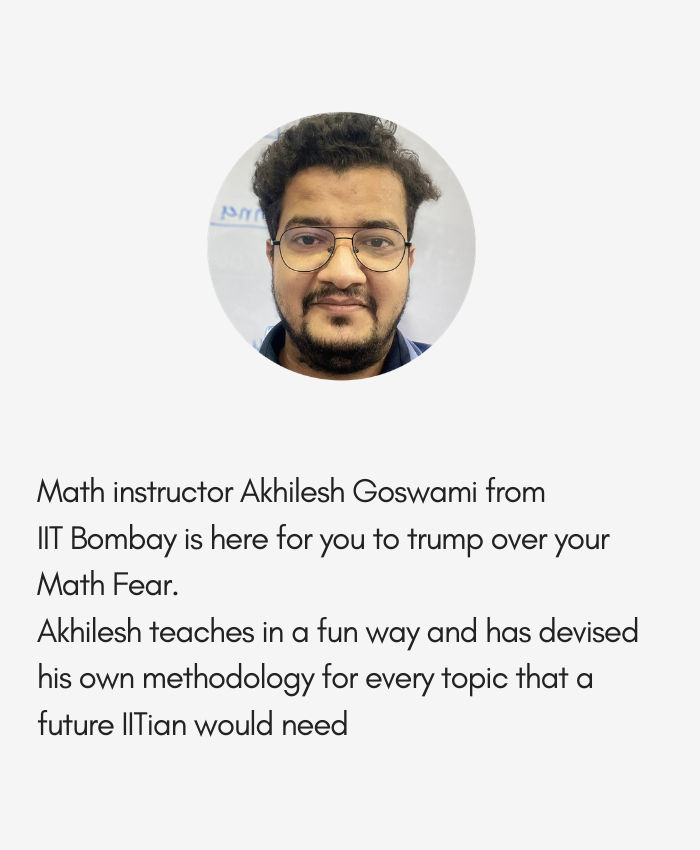 Math instructor Akhilesh Goswami from
IIT Bombay is here for you to trump over your
Math Fear.
Akhilesh teaches in a fun way and has devised
his own methodology for every topic that a
future IITian would need